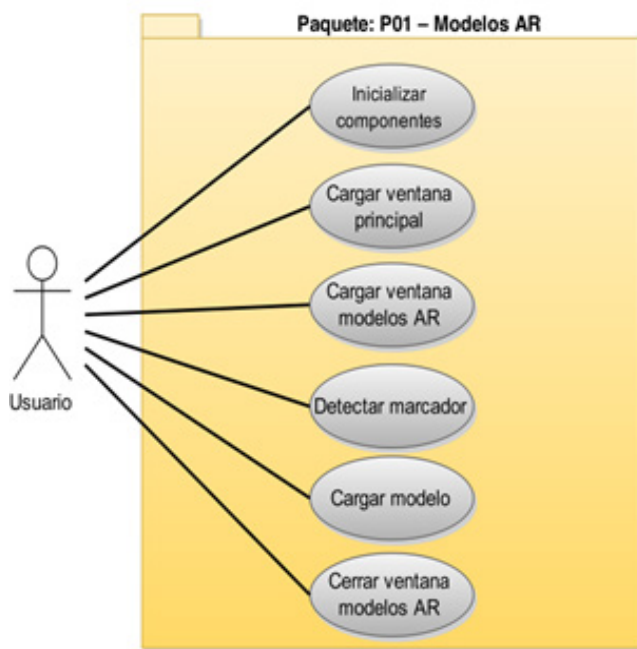 Paquete: P01 – Modelos AR
Inicializar
componentes
Cargar ventana
principal
Cargar ventana
modelos AR
Usuario
Detectar marcador
Cargar modelo
Cerrar ventana
modelos AR